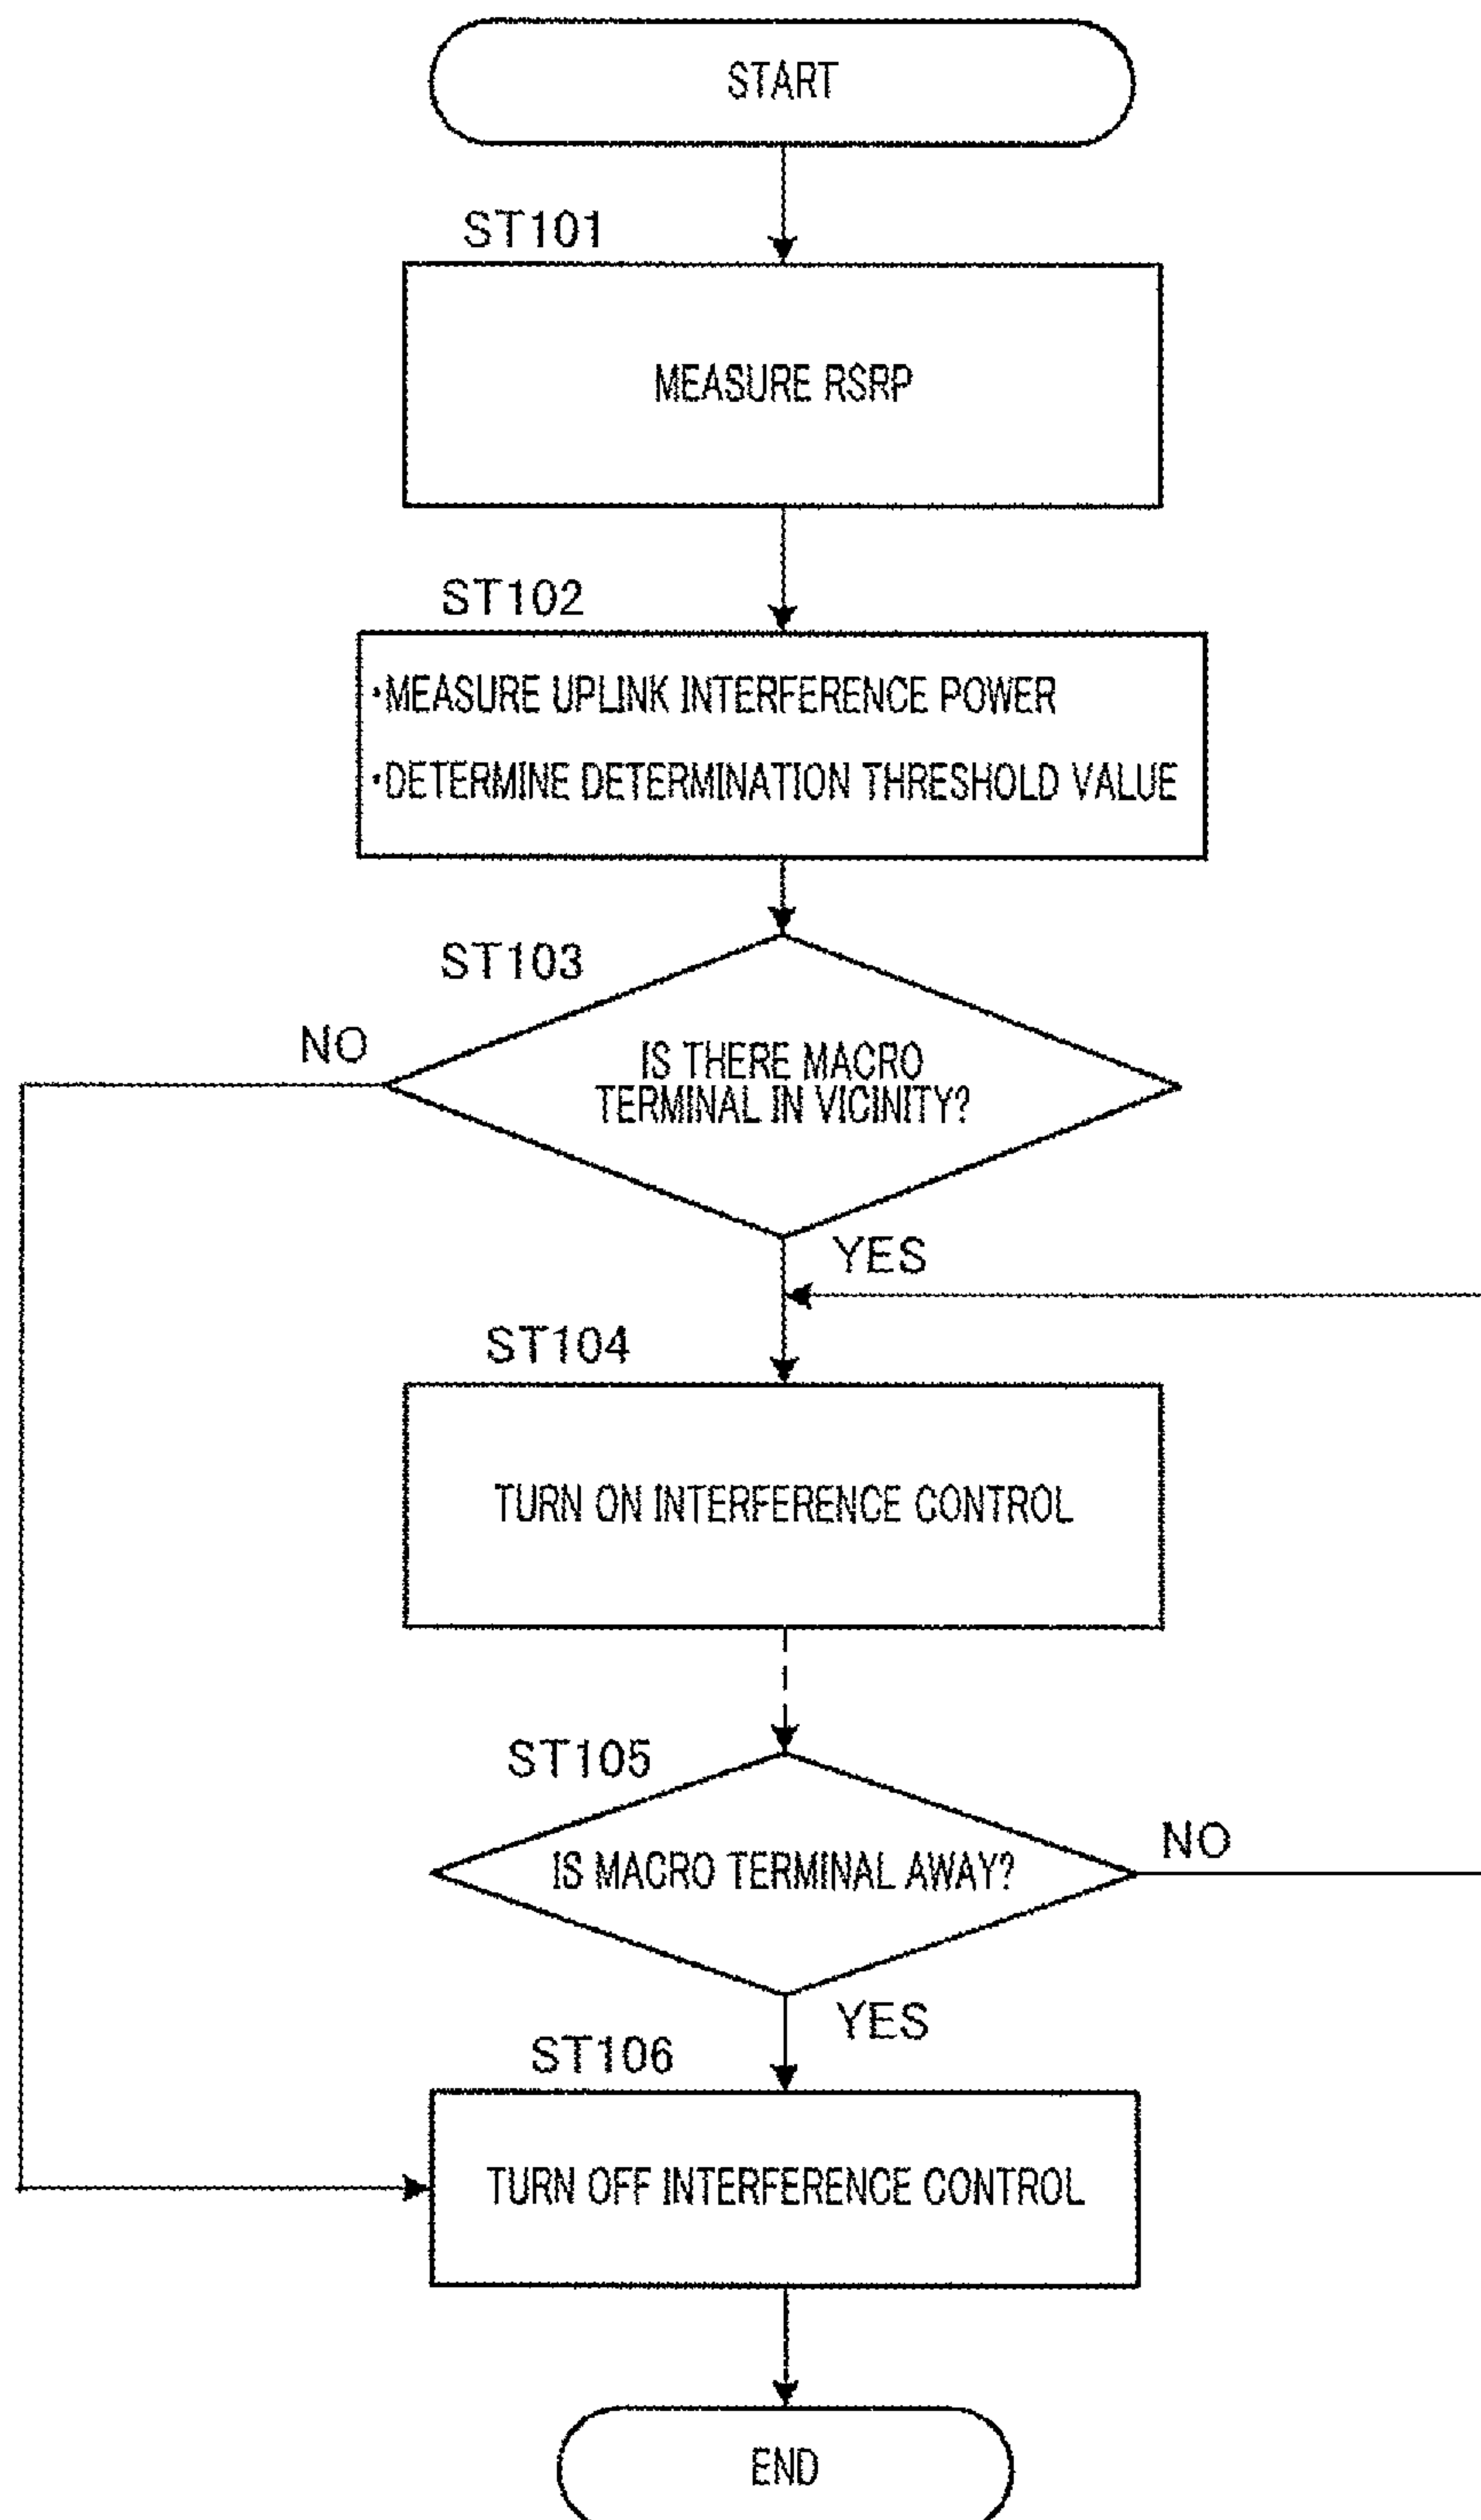 START
ST101
MEASURE RSRP
ST102
·MEASURE UPLINK INTERFERENCE POWER
·DETERMINE DETERMINATION THRESHOLD VALUE
ST103
NO
IS THERE MACRO
TERMINAL IN VICINITY?
YES
ST104
TURN ON INTERFERENCE CONTROL
ST105
IS MACRO TERMINAL AWAY?
NO
YES
ST106
TURN OFF INTERFERENCE CONTROL
END